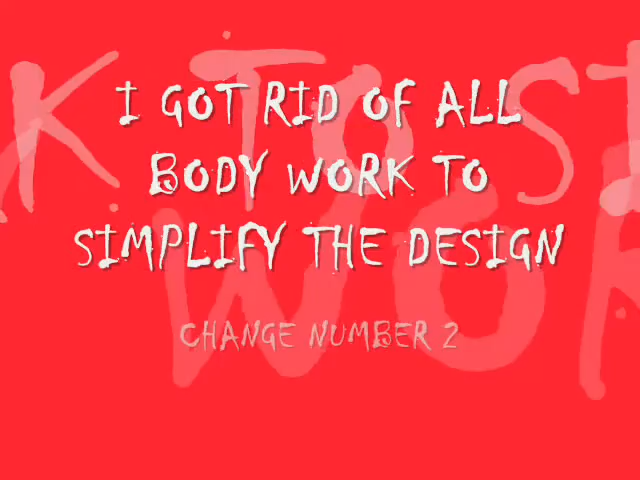 I GOT RID OF ALL
BODY WORK TO
SIMPLIFY THE DESIGN
CHANGE NUMBER 2